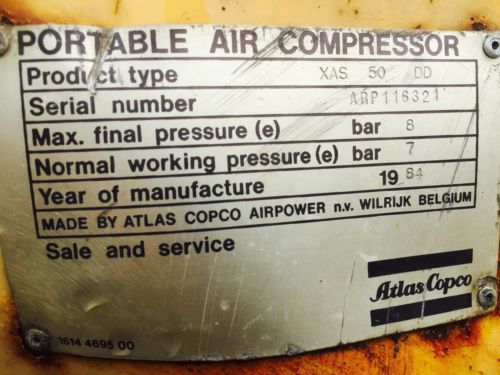 PORTABLE AIR COMPRESSOR
Product type XAS 50 DD
Serial number ARP116321
Max. final pressure (e) bar 8
Normal working pressure (e) bar 7
Year of manufacture 1984
MADE BY ATLAS COPCO AIRPOWER n.v. WILRIJK BELGIUM
Sale and service
Atlas Copco
1614 4695 00